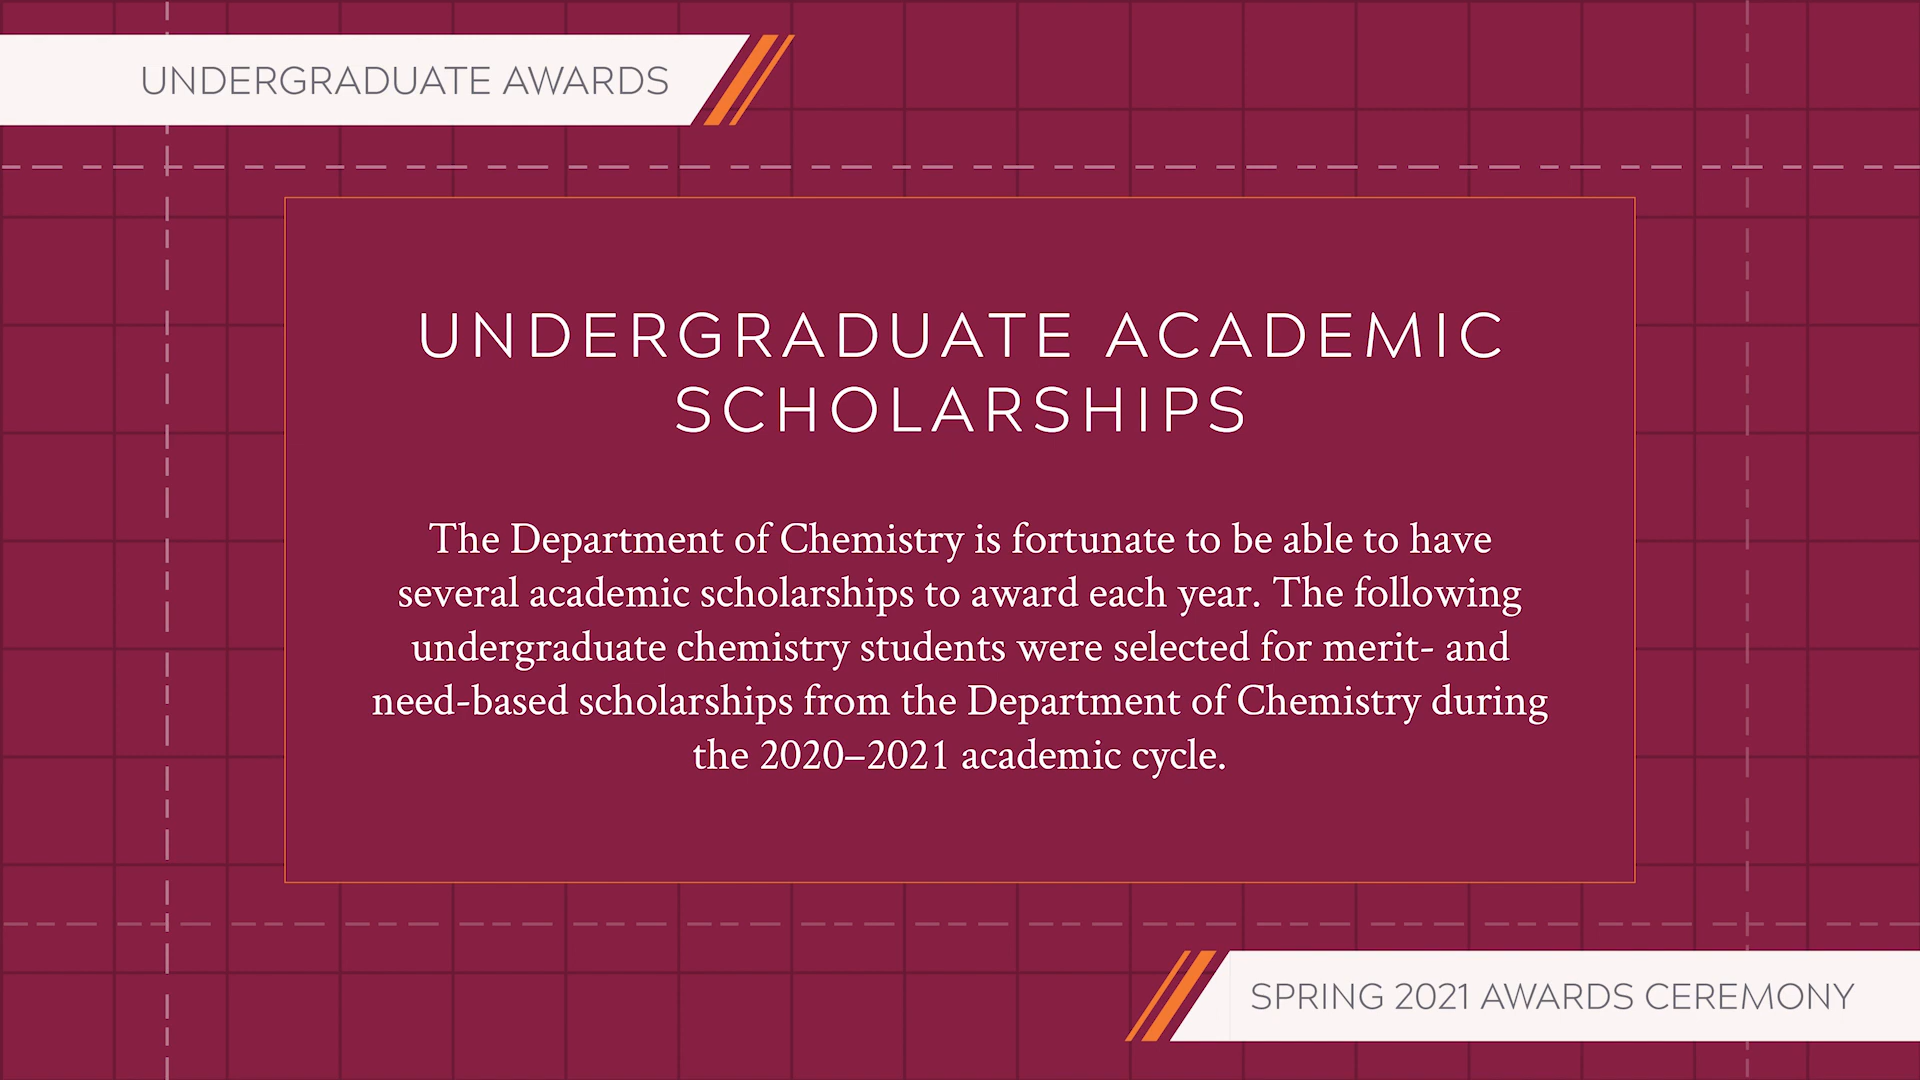 UNDERGRADUATE AWARDS
UNDERGRADUATE ACADEMIC
SCHOLARSHIPS
The Department of Chemistry is fortunate to be able to have
several academic scholarships to award each year. The following
undergraduate chemistry students were selected for merit- and
need-based scholarships from the Department of Chemistry during
the 2020–2021 academic cycle.
SPRING 2021 AWARDS CEREMONY